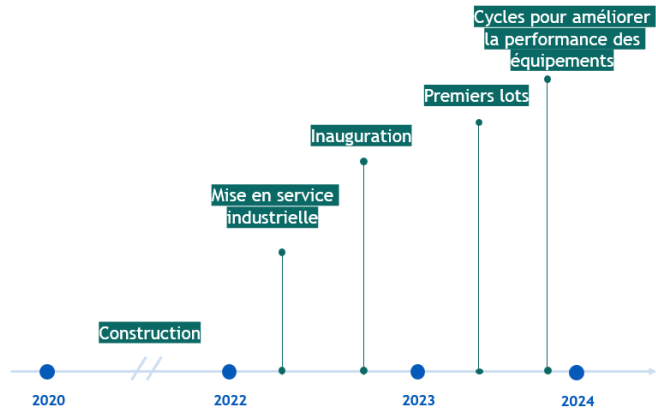 Cycles pour améliorer
la performance des
équipements
Premiers lots
Inauguration
Mise en service
industrielle
Construction
2020
2022
2023
2024